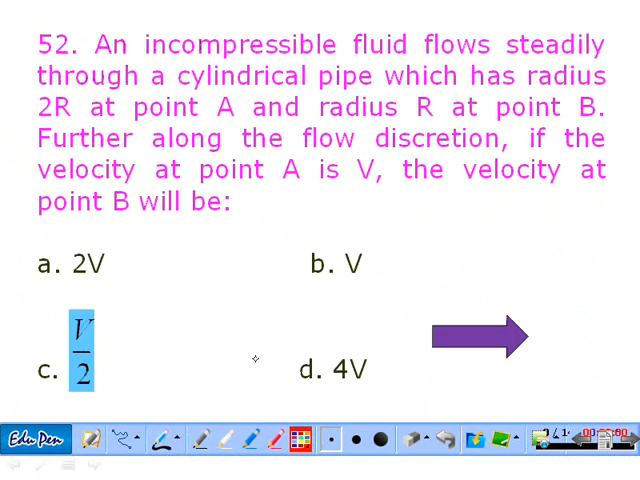 52. An incompressible fluid flows steadily
through a cylindrical pipe which has radius
2R at point A and radius R at point B.
Further along the flow discretion, if the
velocity at point A is V, the velocity at
point B will be:
a. 2V b. V
c. V/2 d. 4V
Edu Pen